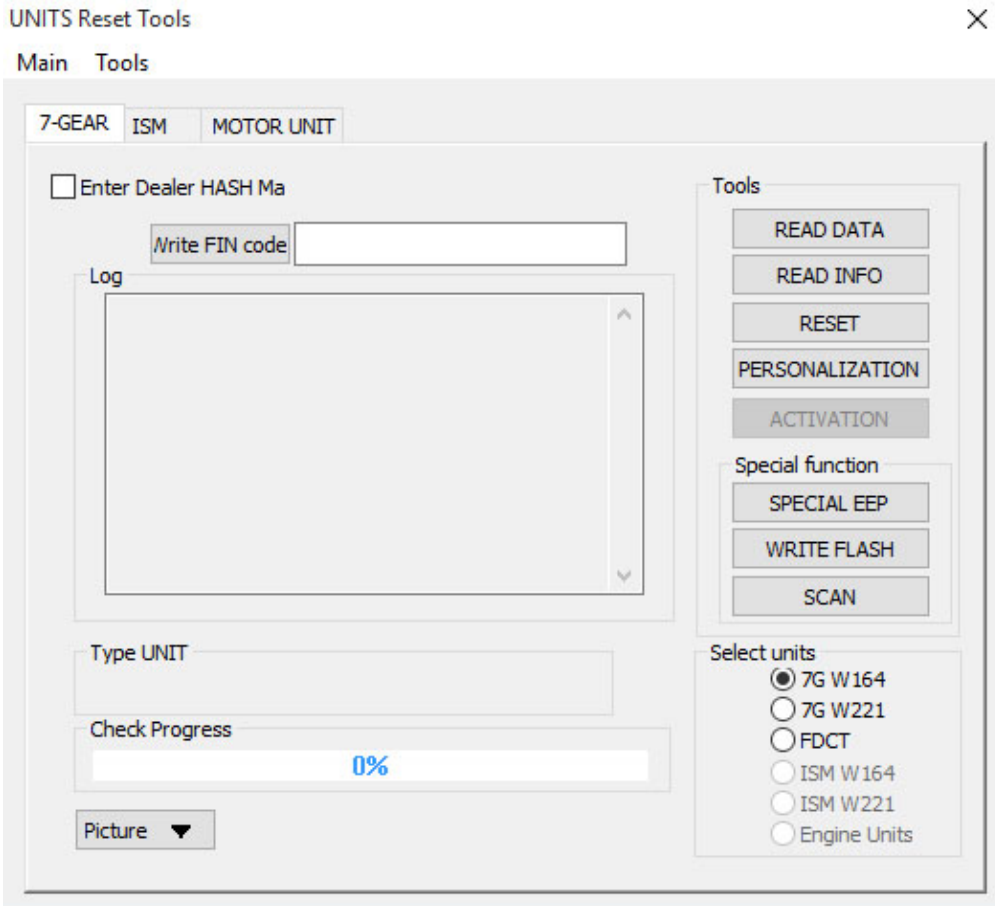 UNITS Reset Tools
Main Tools
7-GEAR ISM MOTOR UNIT
Enter Dealer HASH Ma
Write FIN code
Log
Type UNIT
Check Progress
0%
Picture
Tools
READ DATA
READ INFO
RESET
PERSONALIZATION
ACTIVATION
Special function
SPECIAL EEP
WRITE FLASH
SCAN
Select units
7G W164
7G W221
FDCT
ISM W164
ISM W221
Engine Units